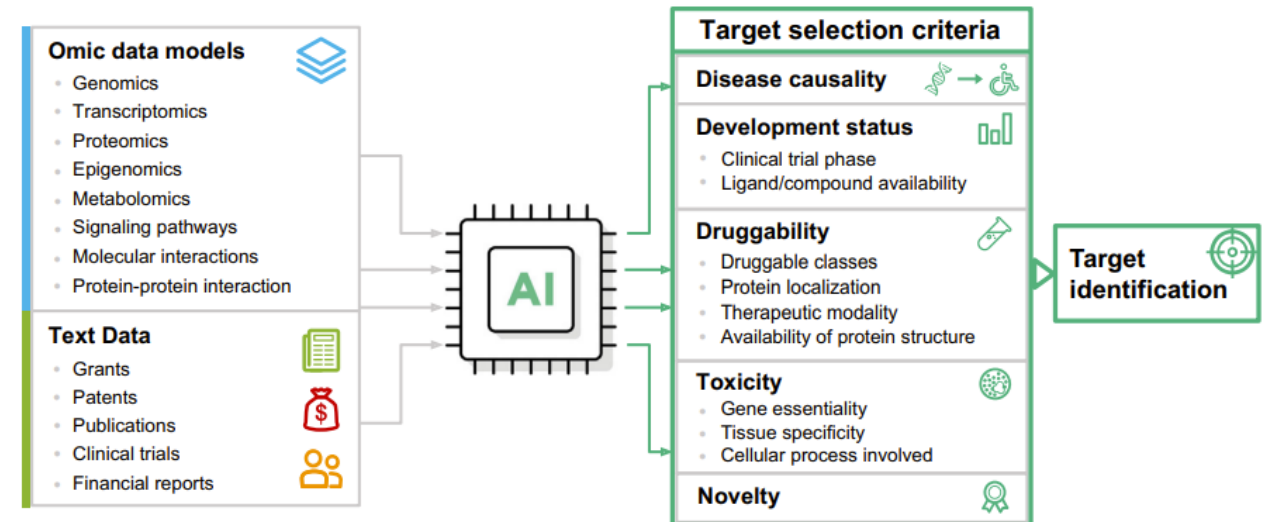 Omic data models
Genomics
Transcriptomics
Proteomics
Epigenomics
Metabolomics
Signaling pathways
Molecular interactions
Protein-protein interaction
Text Data
Grants
Patents
Publications
Clinical trials
Financial reports
$
AI
Target selection criteria
Disease causality
Development status
Clinical trial phase
Ligand/compound availability
Druggability
Druggable classes
Protein localization
Therapeutic modality
Availability of protein structure
Toxicity
Gene essentiality
Tissue specificity
Cellular process involved
Novelty
Target
identification